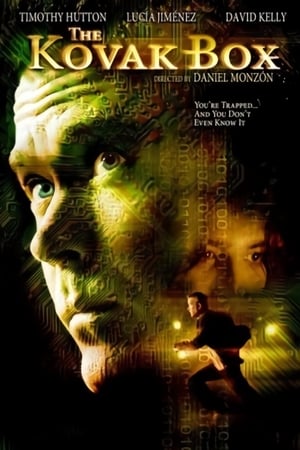 TIMOTHY HUTTON LUCÍA JIMÉNEZ DAVID KELLY
THE
KOVAK BOX
DIRECTED BY DANIEL MONZÓN
YOU'RE TRAPPED...
AND YOU DON'T
EVEN KNOW IT